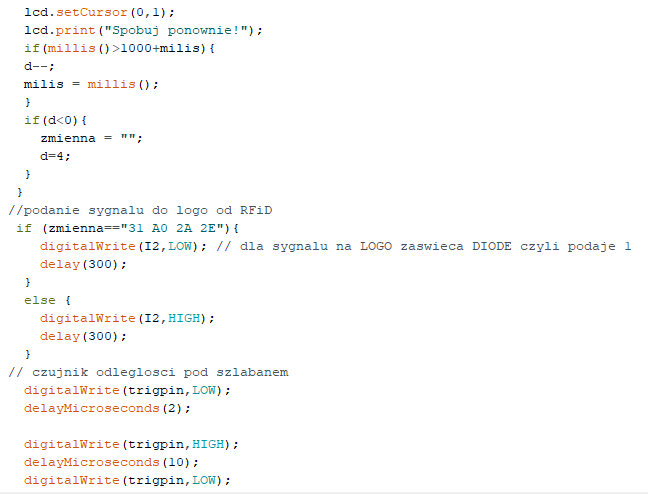 lcd.setCursor(0,1);
lcd.print("Spobuj ponownie!");
if(millis()>1000+milis){
d--;
milis = millis();
}
if(d<0){
zmienna = "";
d=4;
}
}
//podanie sygnalu do logo od RFiD
if (zmienna=="31 A0 2A 2E"){
digitalWrite(I2,LOW); // dla sygnalu na LOGO zaswieca DIODE czyli podaje 1
delay(300);
}
else {
digitalWrite(I2,HIGH);
delay(300);
}
// czujnik odleglosci pod szlabanem
digitalWrite(trigpin,LOW);
delayMicroseconds(2);
digitalWrite(trigpin,HIGH);
delayMicroseconds(10);
digitalWrite(trigpin,LOW);